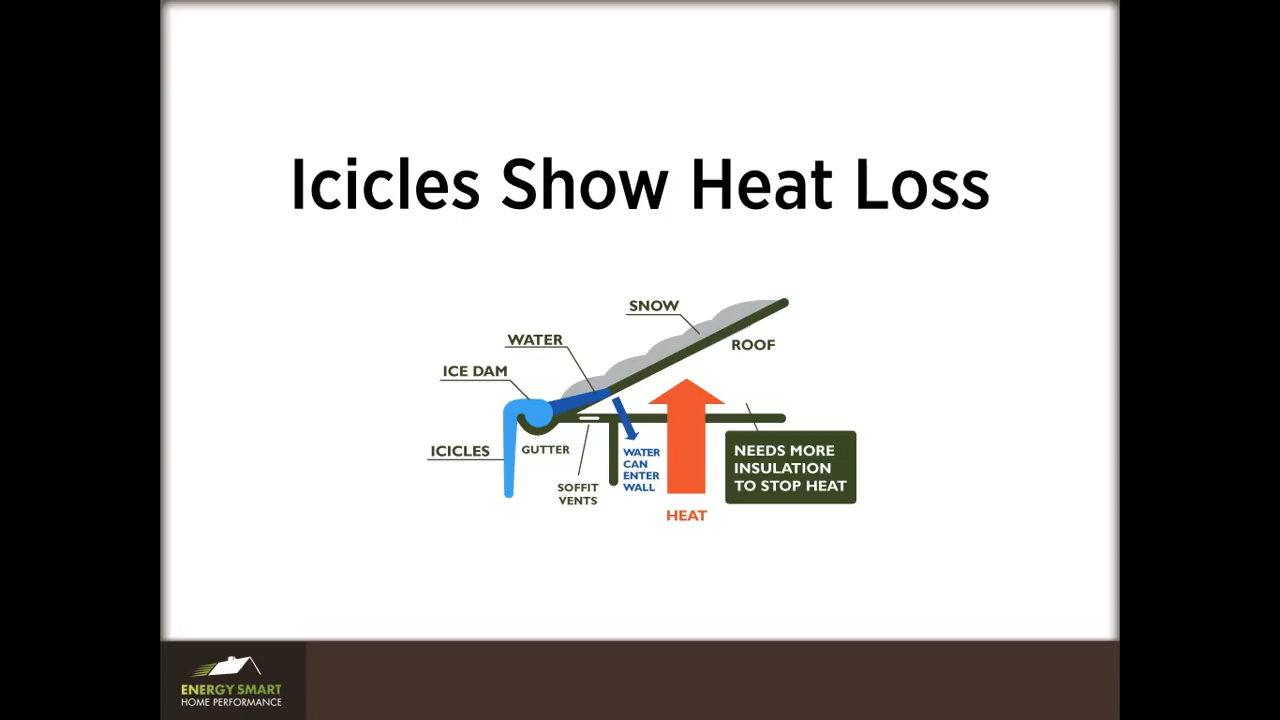 Icicles Show Heat Loss
SNOW
ROOF
WATER
ICE DAM
ICICLES
GUTTER
SOFFIT
VENTS
WATER
CAN
ENTER
WALL
HEAT
NEEDS MORE
INSULATION
TO STOP HEAT
ENERGY SMART
HOME PERFORMANCE